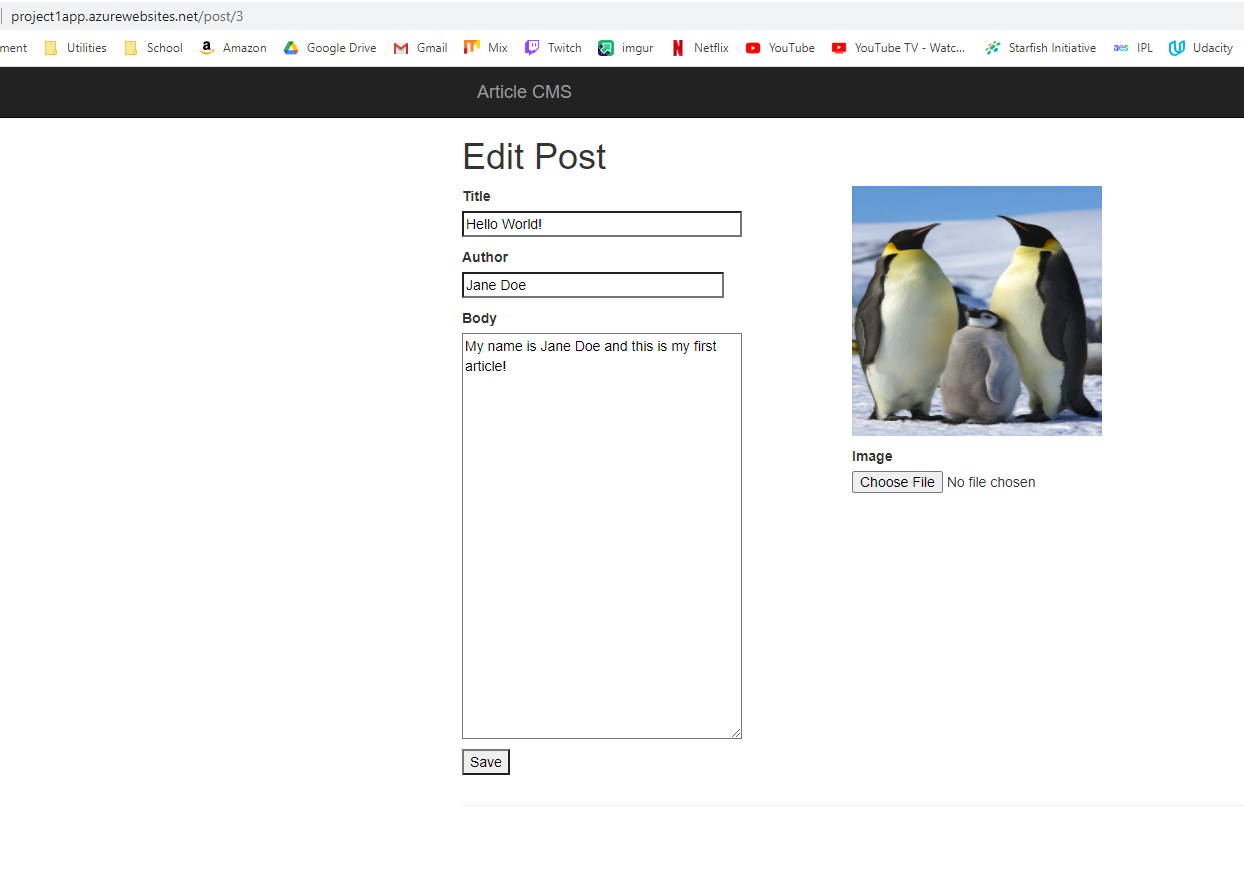 project1app.azurewebsites.net/post/3
ment Utilities School Amazon Google Drive Gmail Mix Twitch imgur Netflix YouTube YouTube TV - Watc... Starfish Initiative aes IPL Udacity
Article CMS
Edit Post
Title
Hello World!
Author
Jane Doe
Body
My name is Jane Doe and this is my first
article!
Image
Choose File No file chosen
Save